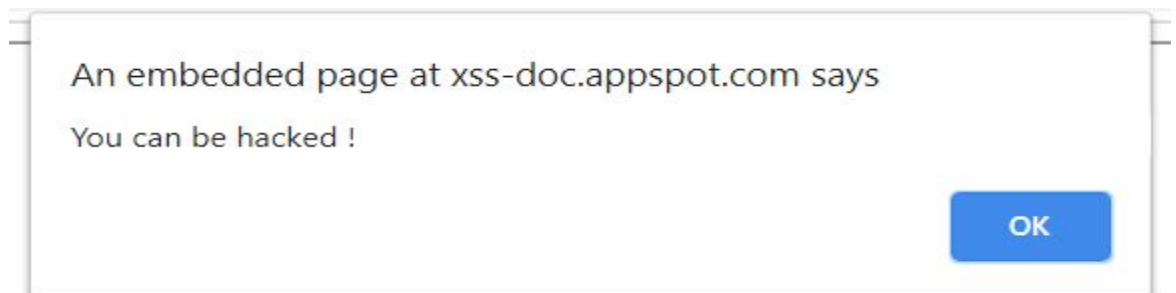 An embedded page at xss-doc.appspot.com says
You can be hacked !
OK